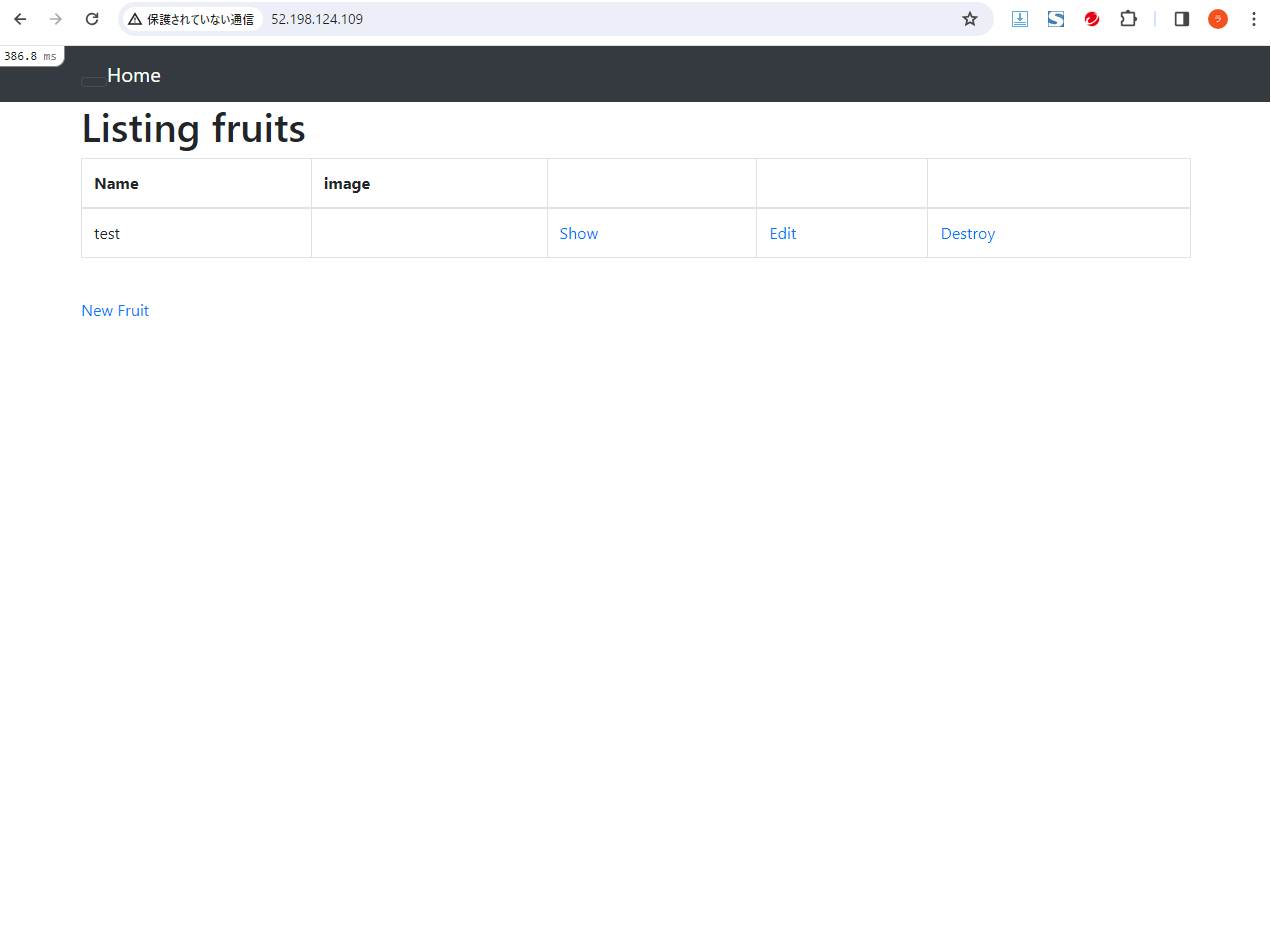 保護されていない通信 52.198.124.109
ラ
386.8 ms
Home
Listing fruits
Name image
test Show Edit Destroy
New Fruit